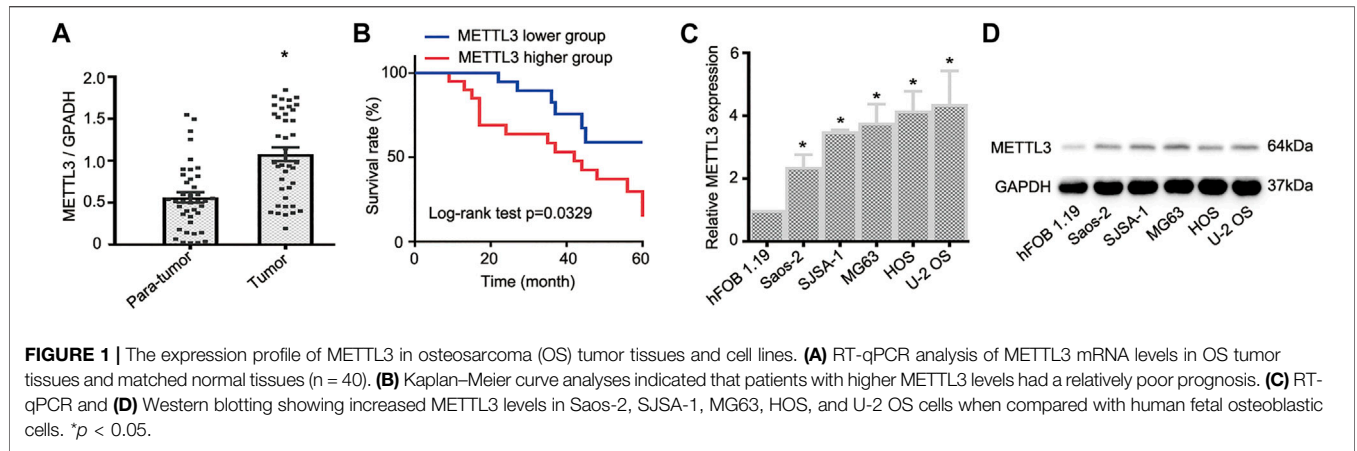 A
*
2.0
1.5
1.0
0.5
0
METTL3 / GPADH
Para-tumor
Tumor
B
METTL3 lower group
METTL3 higher group
100
50
0
Survival rate (%)
Log-rank test p=0.0329
0 20 40 60
Time (month)
C
6
4
2
0
Relative METTL3 expression
* * * * *
hFOB 1.19
Saos-2
SJSA-1
MG63
HOS
U-2 OS
D
METTL3 64kDa
GAPDH 37kDa
hFOB 1.19
Saos-2
SJSA-1
MG63
HOS
U-2 OS
FIGURE 1 | The expression profile of METTL3 in osteosarcoma (OS) tumor tissues and cell lines. (A) RT-qPCR analysis of METTL3 mRNA levels in OS tumor
tissues and matched normal tissues (n = 40). (B) Kaplan–Meier curve analyses indicated that patients with higher METTL3 levels had a relatively poor prognosis. (C) RT-
qPCR and (D) Western blotting showing increased METTL3 levels in Saos-2, SJSA-1, MG63, HOS, and U-2 OS cells when compared with human fetal osteoblastic
cells. *p < 0.05.